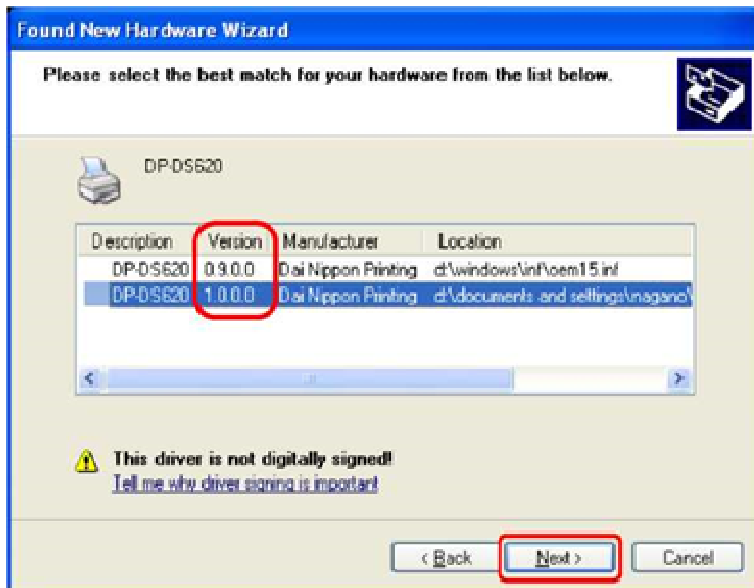 Found New Hardware Wizard
Please select the best match for your hardware from the list below.
DP-DS620
Description Version Manufacturer Location
DP-DS620 0.9.0.0 Dai Nippon Printing d:\windows\inf\oem15.inf
DP-DS620 1.0.0.0 Dai Nippon Printing d:\documents and settings\nagano\
This driver is not digitally signed!
Tell me why driver signing is important
< Back Next > Cancel